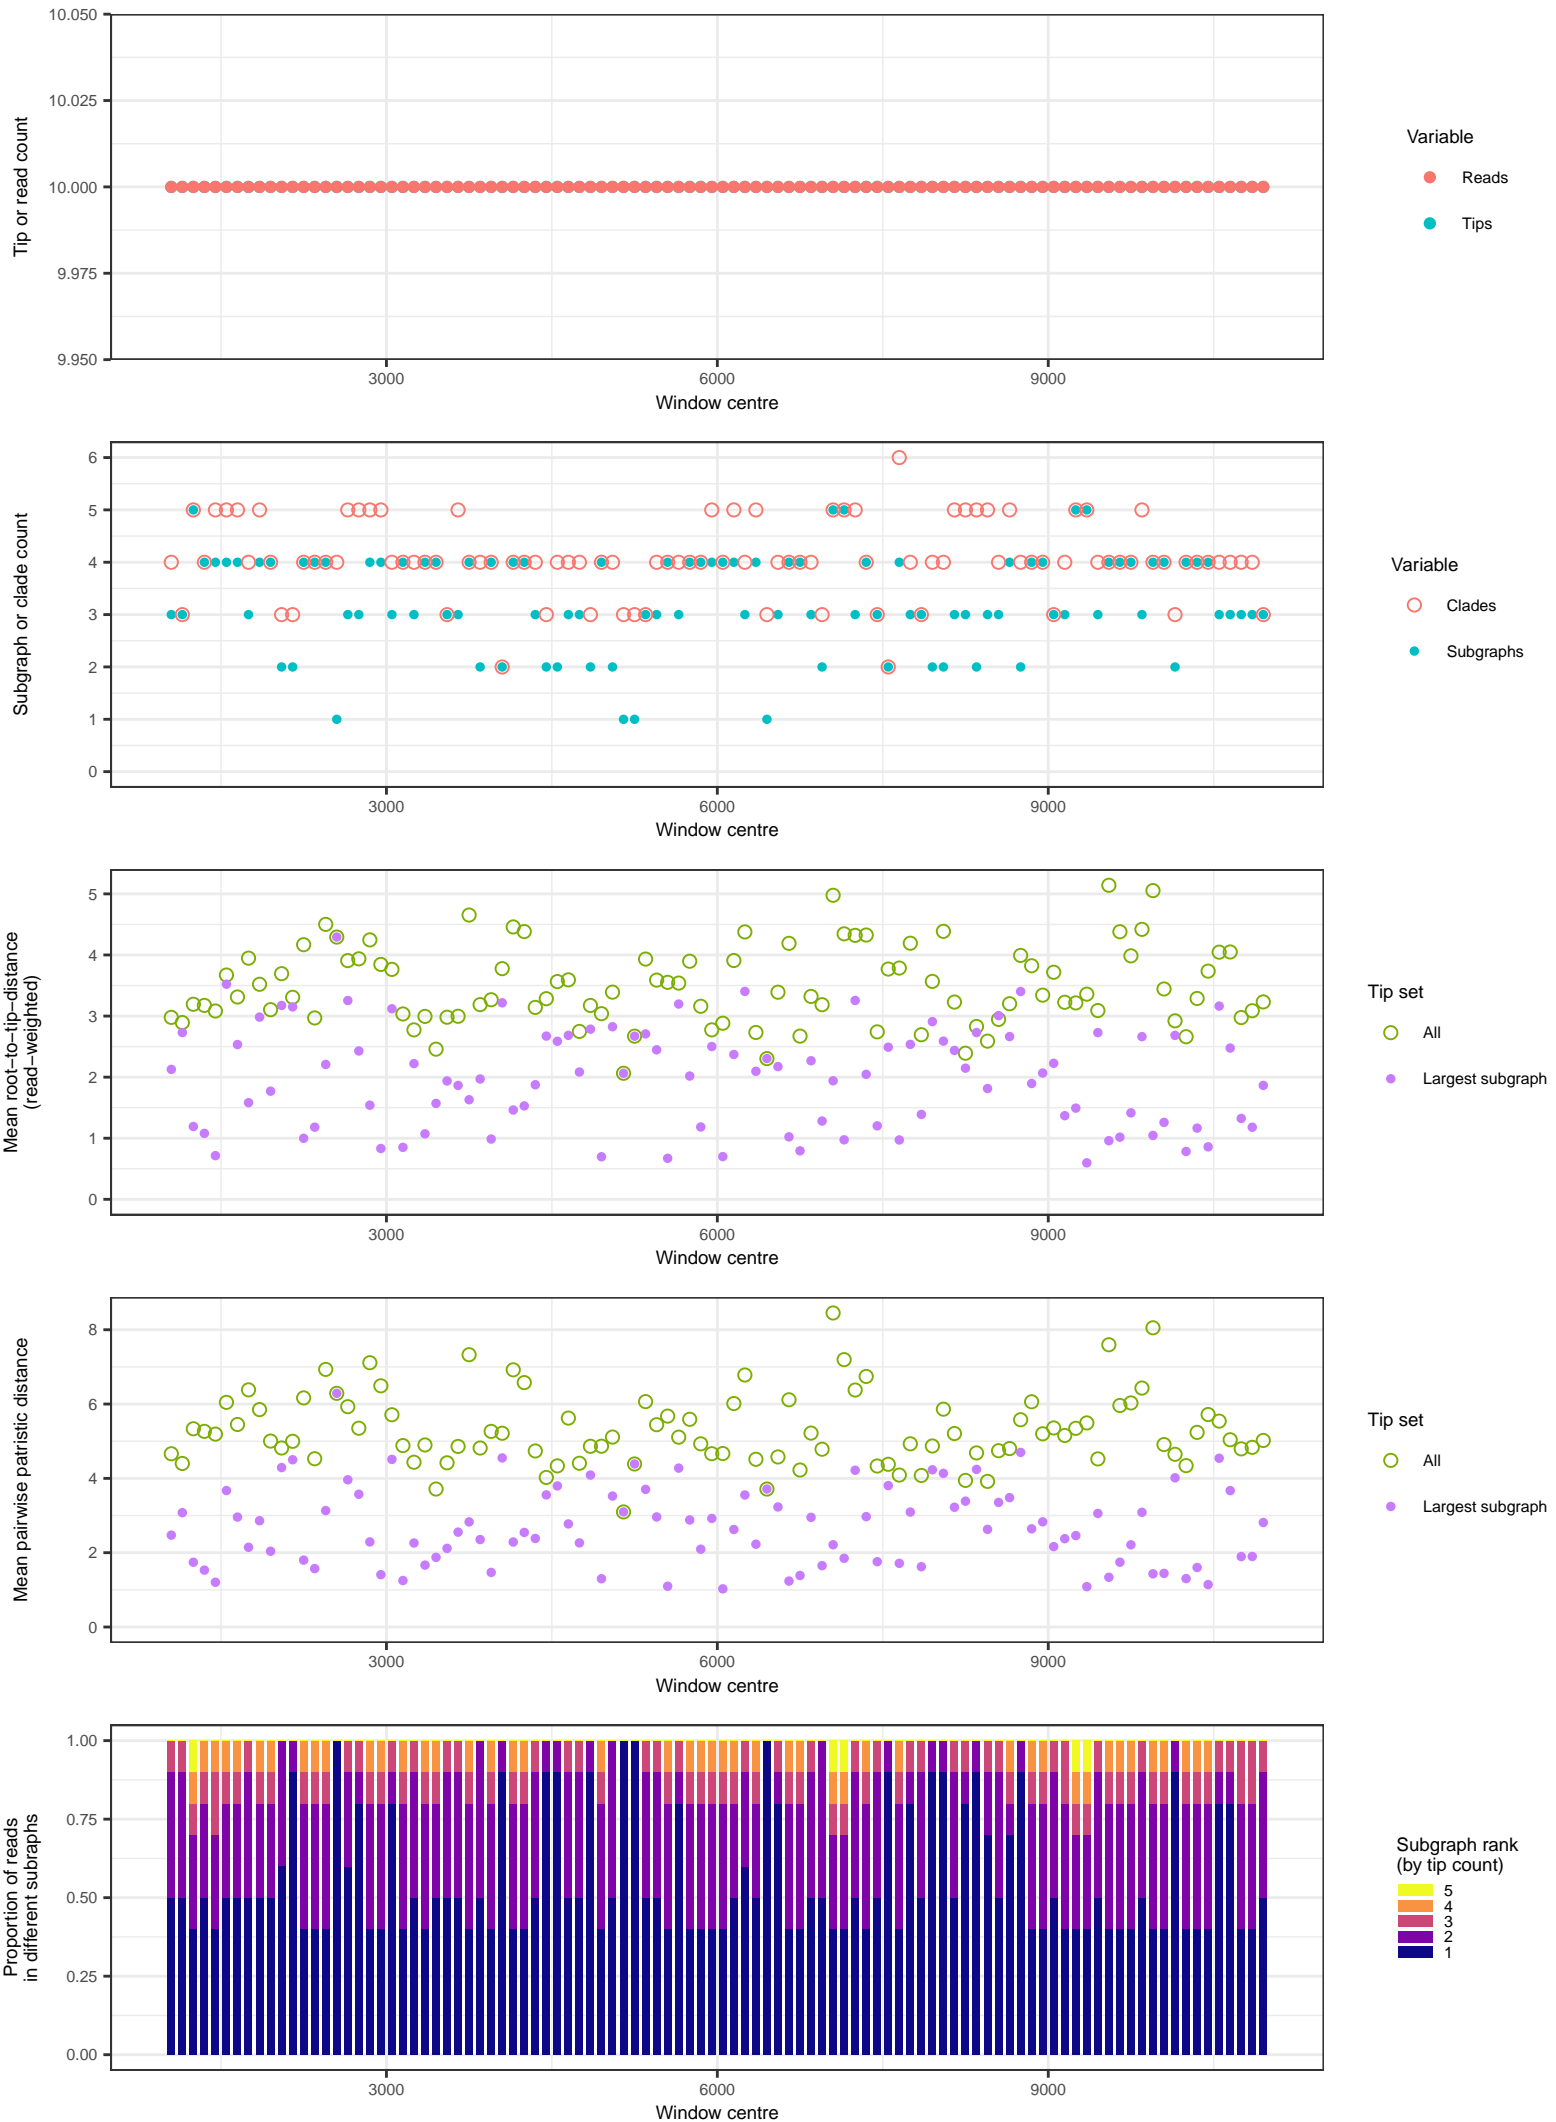 10.050
10.025
10.000
9.975
9.950
Tip or read count
3000
6000
9000
Window centre
Variable
Reads
Tips
6
5
4
3
2
1
0
Subgraph or clade count
3000
6000
9000
Window centre
Variable
Clades
Subgraphs
5
4
3
2
1
0
Mean root−to−tip−distance
(read−weighted)
3000
6000
9000
Window centre
Tip set
All
Largest subgraph
8
6
4
2
0
Mean pairwise patristic distance
3000
6000
9000
Window centre
Tip set
All
Largest subgraph
1.00
0.75
0.50
0.25
0.00
Proportion of reads
in different subraphs
3000
6000
9000
Window centre
Subgraph rank
(by tip count)
5
4
3
2
1